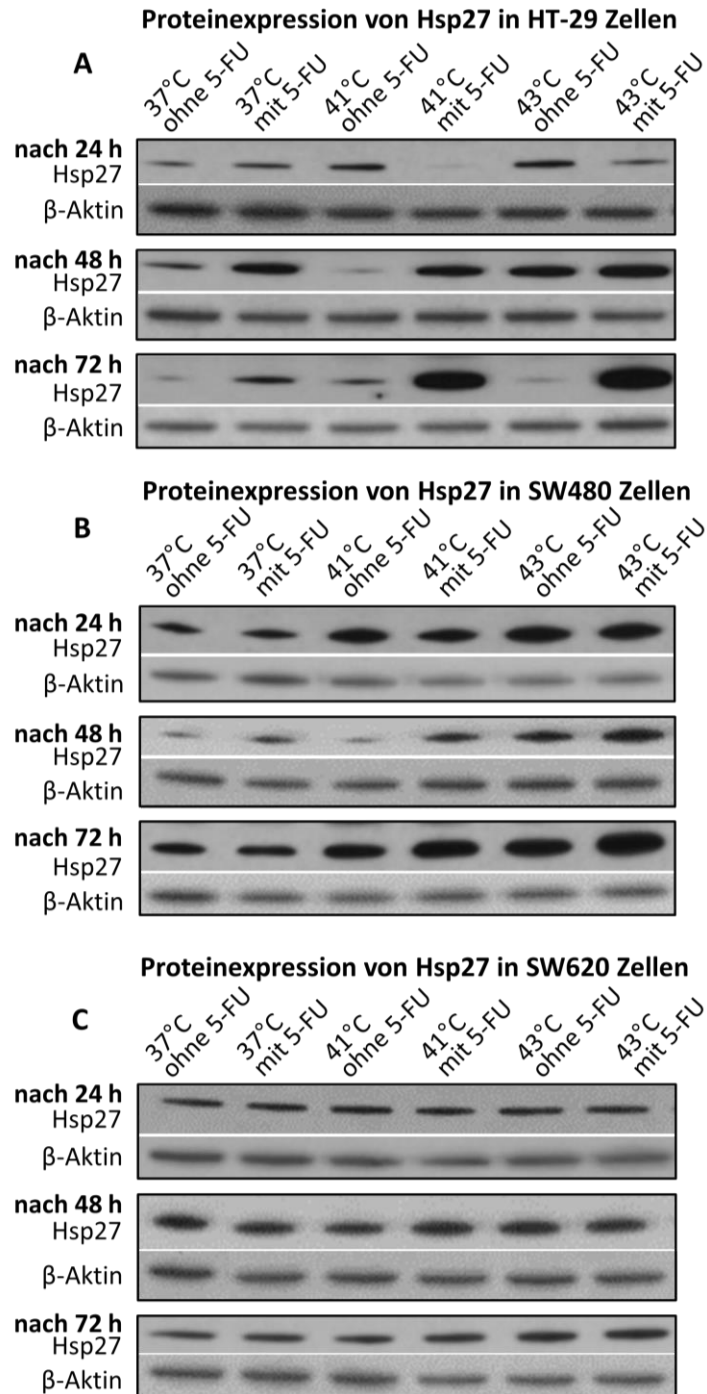 Proteinexpression von Hsp27 in HT-29 Zellen
A
37°C ohne 5-FU
37°C mit 5-FU
41°C ohne 5-FU
41°C mit 5-FU
43°C ohne 5-FU
43°C mit 5-FU
nach 24 h
Hsp27
β-Aktin
nach 48 h
Hsp27
β-Aktin
nach 72 h
Hsp27
β-Aktin
Proteinexpression von Hsp27 in SW480 Zellen
B
37°C ohne 5-FU
37°C mit 5-FU
41°C ohne 5-FU
41°C mit 5-FU
43°C ohne 5-FU
43°C mit 5-FU
nach 24 h
Hsp27
β-Aktin
nach 48 h
Hsp27
β-Aktin
nach 72 h
Hsp27
β-Aktin
Proteinexpression von Hsp27 in SW620 Zellen
C
37°C ohne 5-FU
37°C mit 5-FU
41°C ohne 5-FU
41°C mit 5-FU
43°C ohne 5-FU
43°C mit 5-FU
nach 24 h
Hsp27
β-Aktin
nach 48 h
Hsp27
β-Aktin
nach 72 h
Hsp27
β-Aktin